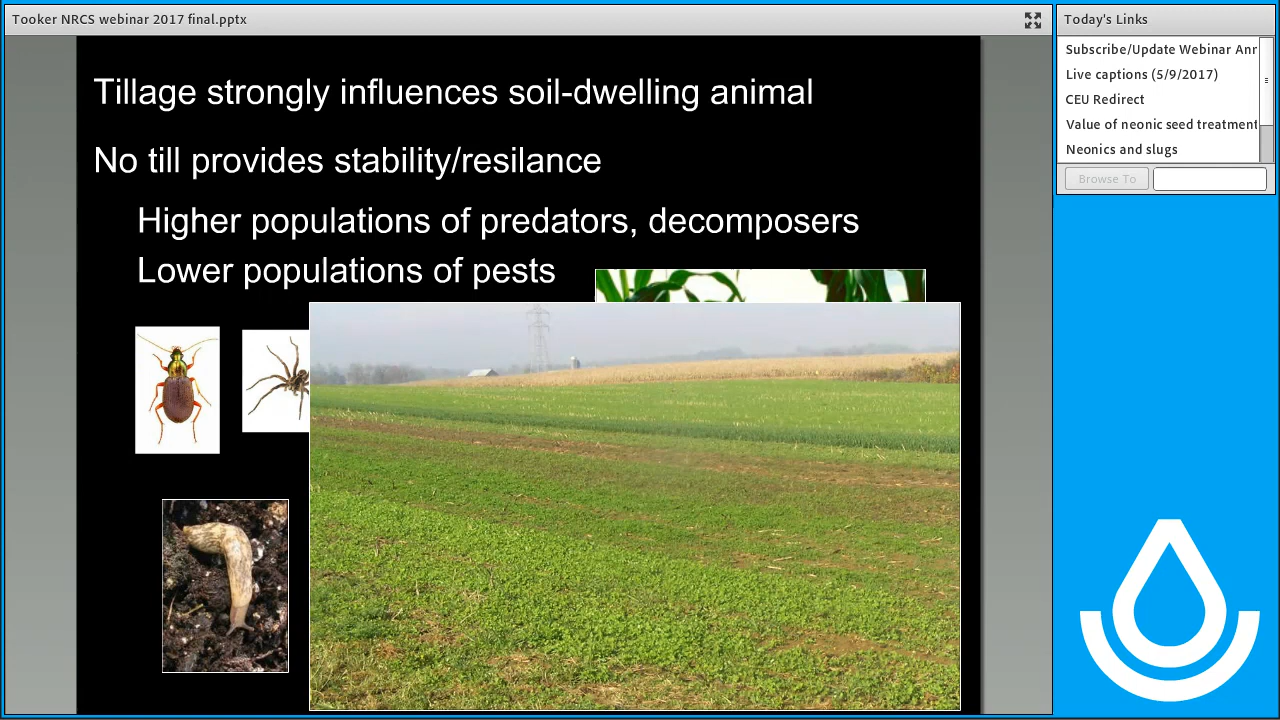 Tooker NRCS webinar 2017 final.pptx
Tillage strongly influences soil-dwelling animal
No till provides stability/resilance
Higher populations of predators, decomposers
Lower populations of pests
Today's Links
Subscribe/Update Webinar Anr
Live captions (5/9/2017)
CEU Redirect
Value of neonic seed treatment
Neonics and slugs
Browse To